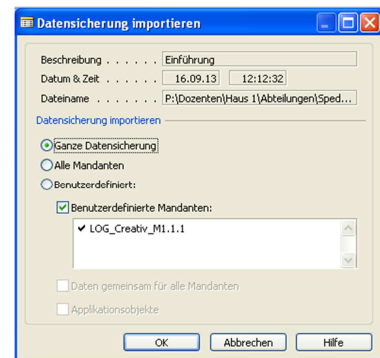 Datensicherung importieren
Beschreibung . . . . . . Einführung
Datum & Zeit . . . . . . 16.09.13 12:12:32
Dateiname . . . . . . . P:\Dozenten\Haus 1\Abteilungen\Sped...
Datensicherung importieren
Ganze Datensicherung
Alle Mandanten
Benutzerdefiniert:
Benutzerdefinierte Mandanten:
LOG_Creativ_M1.1.1
Daten gemeinsam für alle Mandanten
Applikationsobjekte
OK Abbrechen Hilfe